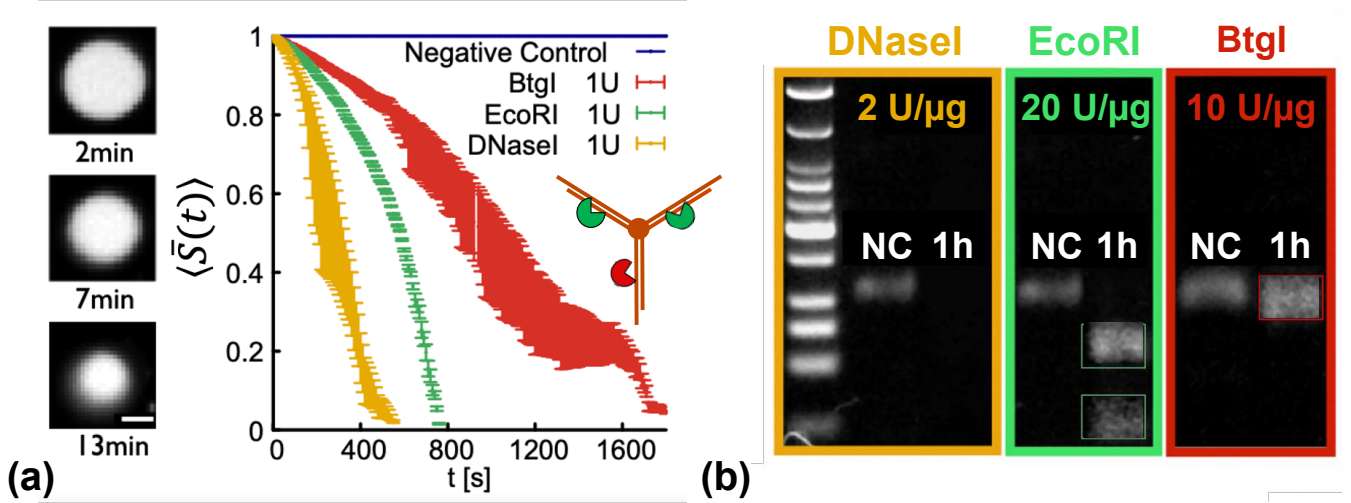 2min
7min
13min
(a)
⟨S̄(t)⟩
1
0.8
0.6
0.4
0.2
0
0 400 800 1200 1600
t [s]
Negative Control
BtgI 1U
EcoRI 1U
DNaseI 1U
(b)
DNaseI EcoRI BtgI
2 U/μg 20 U/μg 10 U/μg
NC 1h NC 1h NC 1h